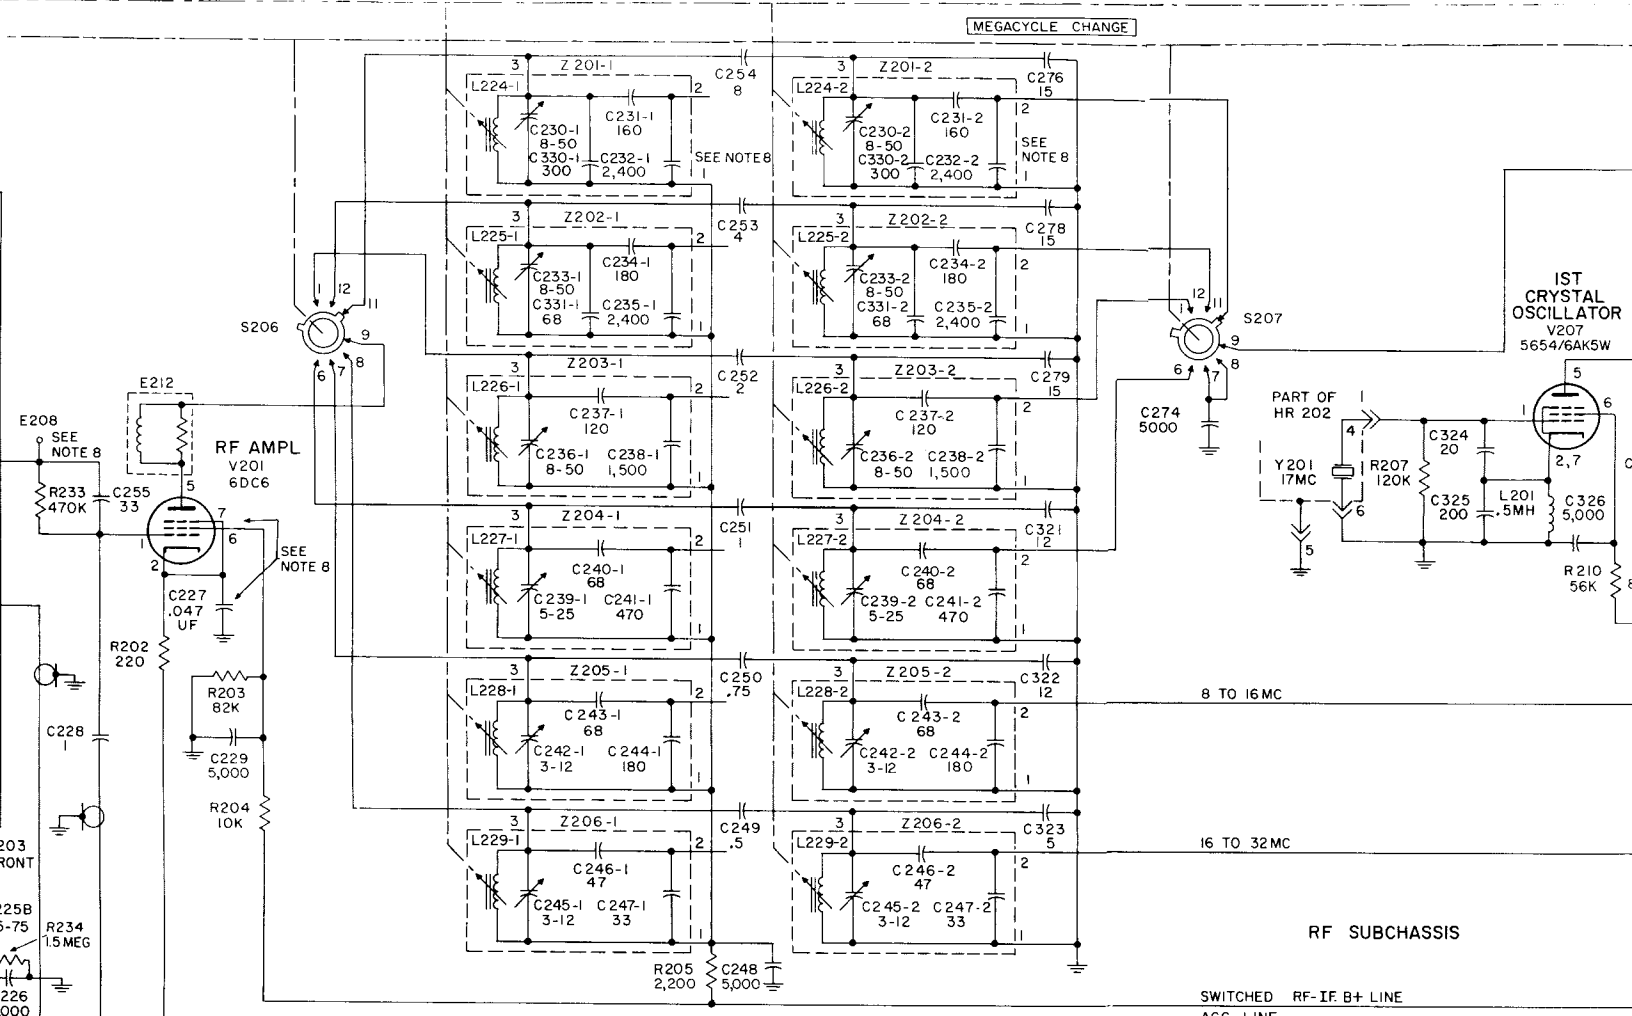 MEGACYCLE CHANGE
3 Z201-1
C254
8
3 Z201-2
C276
15
L224-1
2
C231-1
160
C230-1
8-50
C330-1
300
C232-1
2,400
SEE NOTE 8
1
L224-2
2
C231-2
160
C230-2
8-50
C330-2
300
C232-2
2,400
SEE
NOTE 8
1
3 Z202-1
C253
4
3 Z202-2
C278
15
L225-1
2
C234-1
180
C233-1
8-50
C331-1
68
C235-1
2,400
1
L225-2
2
C234-2
180
C233-2
8-50
C331-2
68
C235-2
2,400
1
S206
1 12
11
9
8
7
6
S207
1 12 11
9
8
7
6
3 Z203-1
C252
2
3 Z203-2
C279
15
L226-1
2
C237-1
120
C236-1
8-50
C238-1
1,500
1
L226-2
2
C237-2
120
C236-2
8-50
C238-2
1,500
1
C274
5000
1ST
CRYSTAL
OSCILLATOR
V207
5654/6AK5W
5
1
6
2,7
PART OF
HR 202
1
4
Y201
17MC
6
5
R207
120K
C324
20
C325
200
L201
.5MH
C326
5,000
R210
56K
E212
E208
SEE
NOTE 8
R233
470K
C255
33
RF AMPL
V201
6DC6
5
7
6
1
2
SEE
NOTE 8
C227
.047
UF
R202
220
R203
82K
C228
1
C229
5,000
R204
10K
3 Z204-1
C251
1
3 Z204-2
C321
12
L227-1
2
C240-1
68
C239-1
5-25
C241-1
470
1
L227-2
2
C240-2
68
C239-2
5-25
C241-2
470
1
3 Z205-1
C250
.75
3 Z205-2
C322
12
L228-1
2
C243-1
68
C242-1
3-12
C244-1
180
1
L228-2
2
C243-2
68
C242-2
3-12
C244-2
180
1
8 TO 16 MC
3 Z206-1
C249
.5
3 Z206-2
C323
5
L229-1
2
C246-1
47
C245-1
3-12
C247-1
33
1
L229-2
2
C246-2
47
C245-2
3-12
C247-2
33
1
16 TO 32 MC
203
RONT
225B
5-75
R234
1.5 MEG
226
000
R205
2,200
C248
5,000
RF SUBCHASSIS
SWITCHED RF-IF B+ LINE
AGC LINE